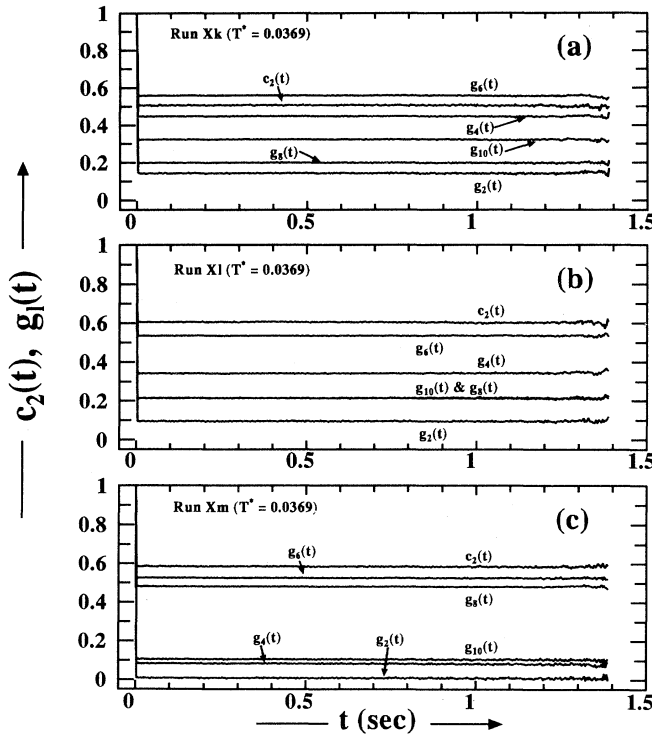 c₂(t), gₗ(t)
1
Run Xk (T* = 0.0369)
(a)
0.8
0.6
c₂(t)
g₆(t)
0.4
g₄(t)
g₈(t)
g₁₀(t)
0.2
g₂(t)
0
0 0.5 1 1.5
1
Run Xl (T* = 0.0369)
(b)
0.8
c₂(t)
0.6
g₆(t)
0.4
g₄(t)
g₁₀(t) & g₈(t)
0.2
g₂(t)
0
0 0.5 1 1.5
1
Run Xm (T* = 0.0369)
(c)
0.8
g₆(t)
c₂(t)
0.6
g₈(t)
0.4
g₄(t)
g₂(t)
g₁₀(t)
0.2
0
0 0.5 1 1.5
t (sec)